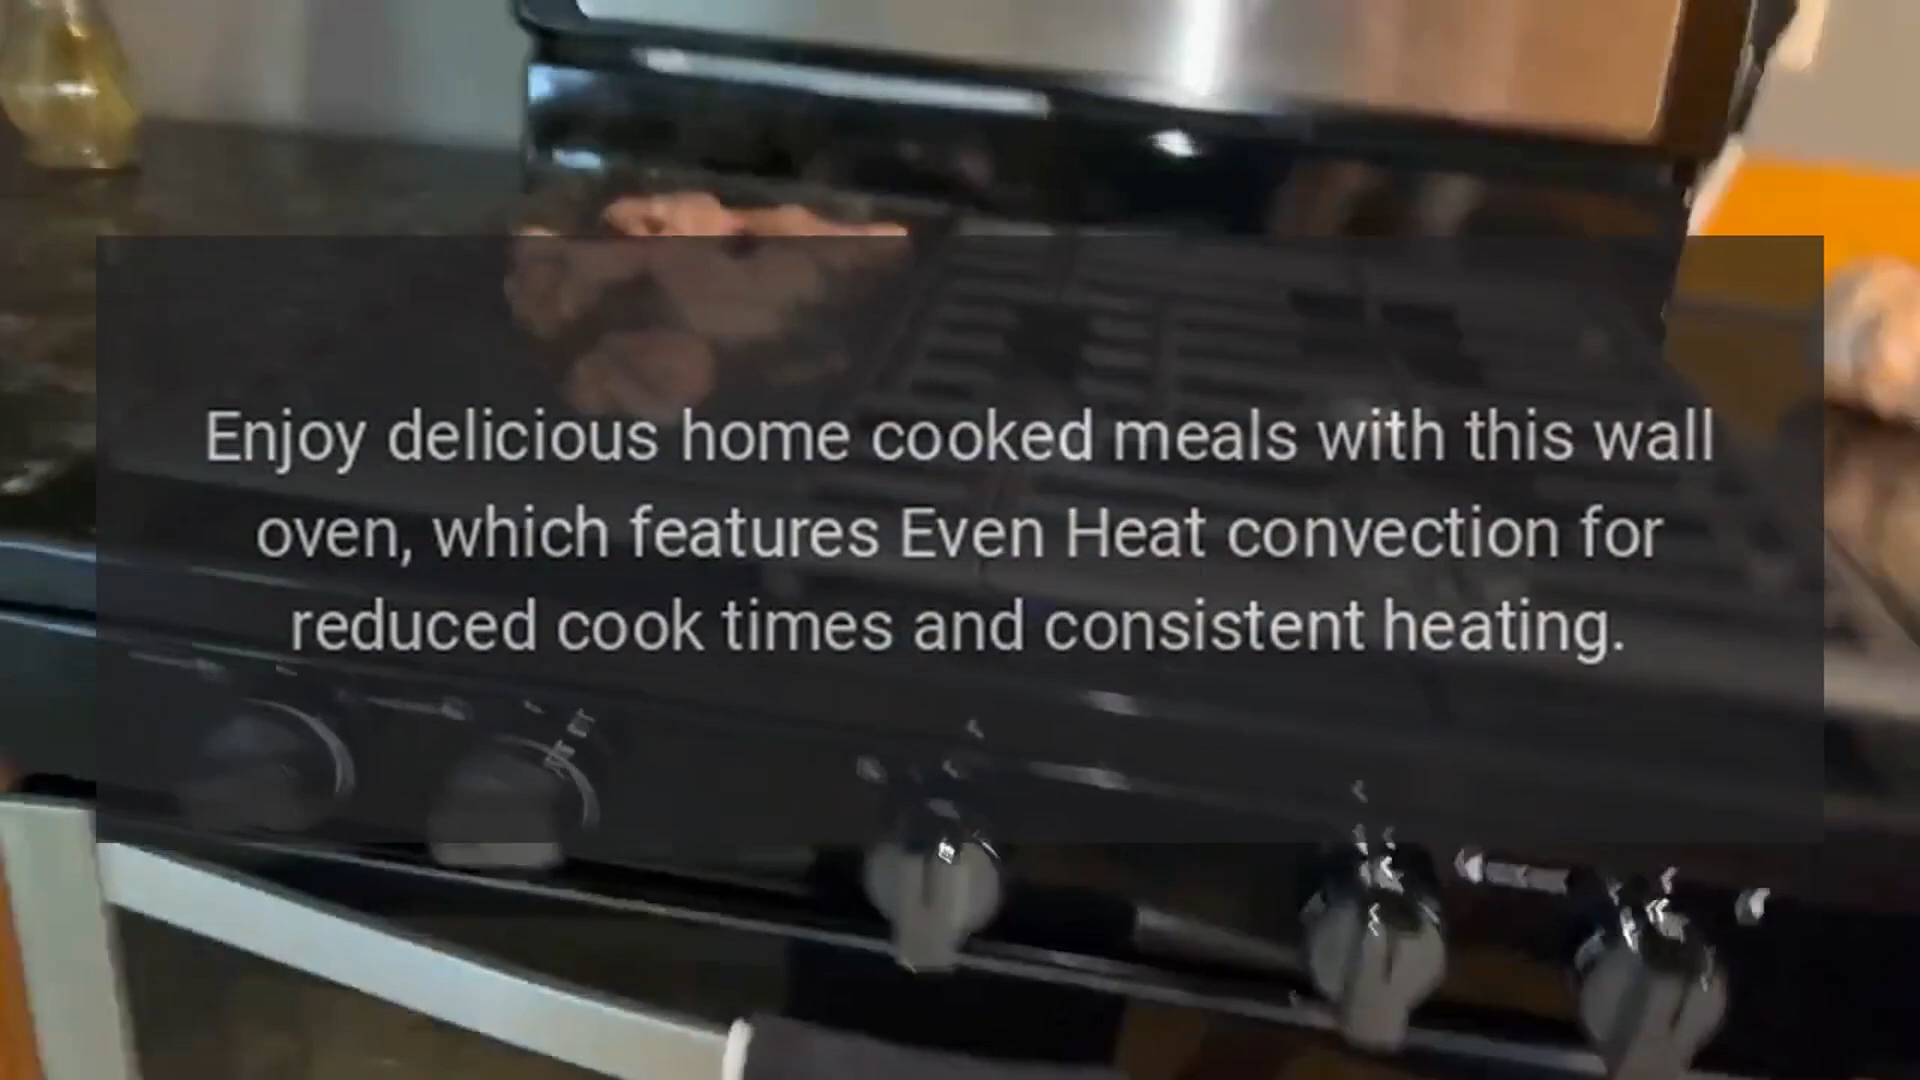 Enjoy delicious home cooked meals with this wall
oven, which features Even Heat convection for
reduced cook times and consistent heating.